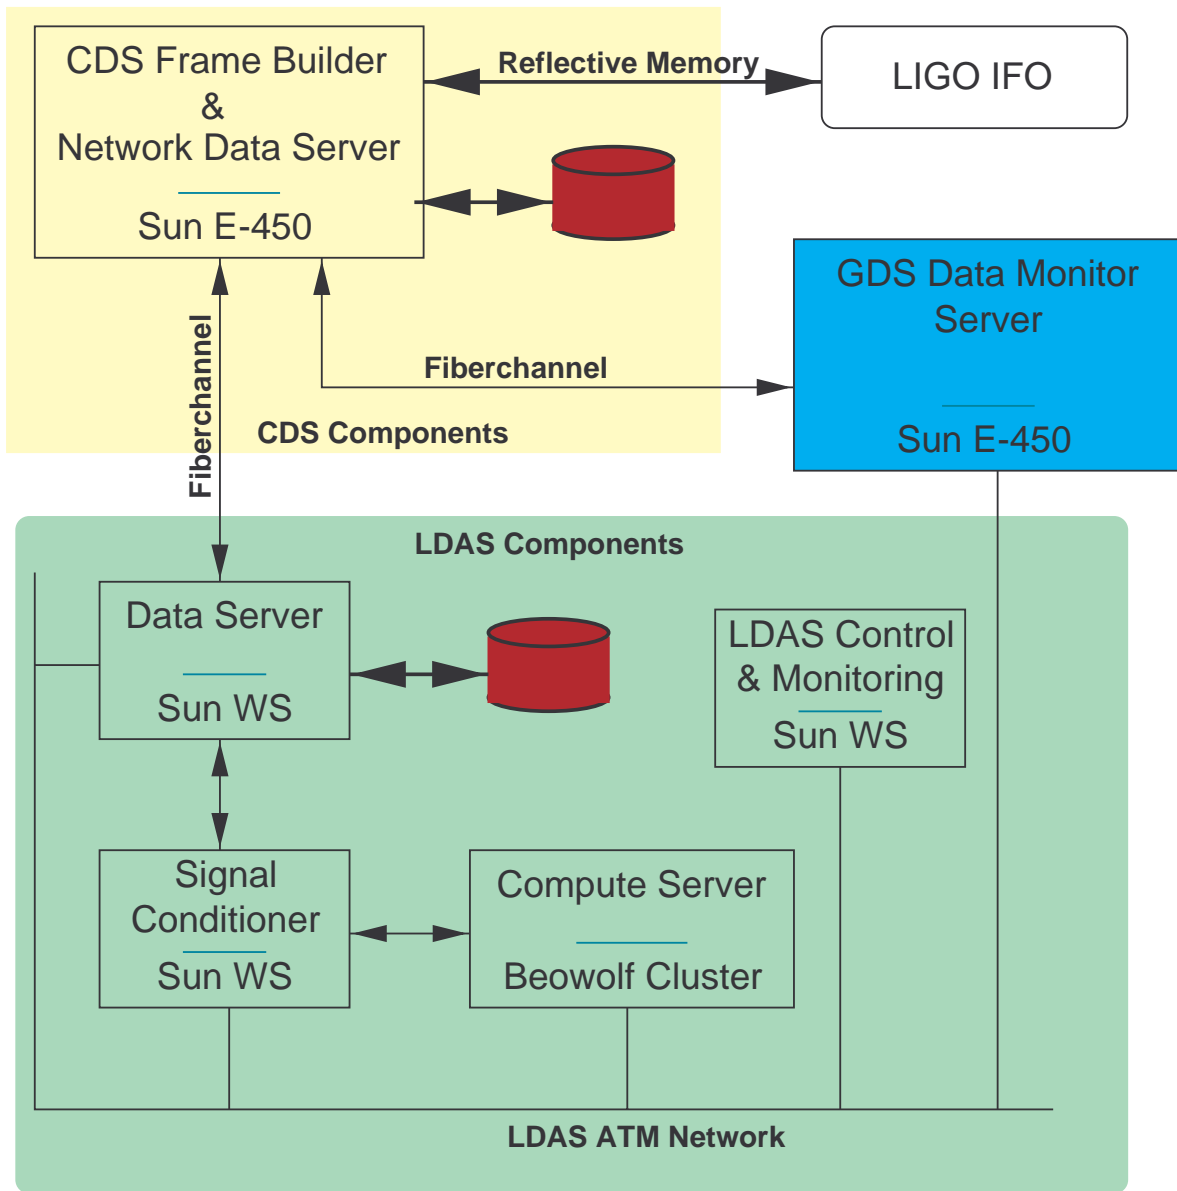 CDS Frame Builder
&
Network Data Server
Sun E-450
Reflective Memory
LIGO IFO
GDS Data Monitor
Server
Sun E-450
Fiberchannel
Fiberchannel
CDS Components
LDAS Components
Data Server
Sun WS
LDAS Control
& Monitoring
Sun WS
Signal
Conditioner
Sun WS
Compute Server
Beowolf Cluster
LDAS ATM Network